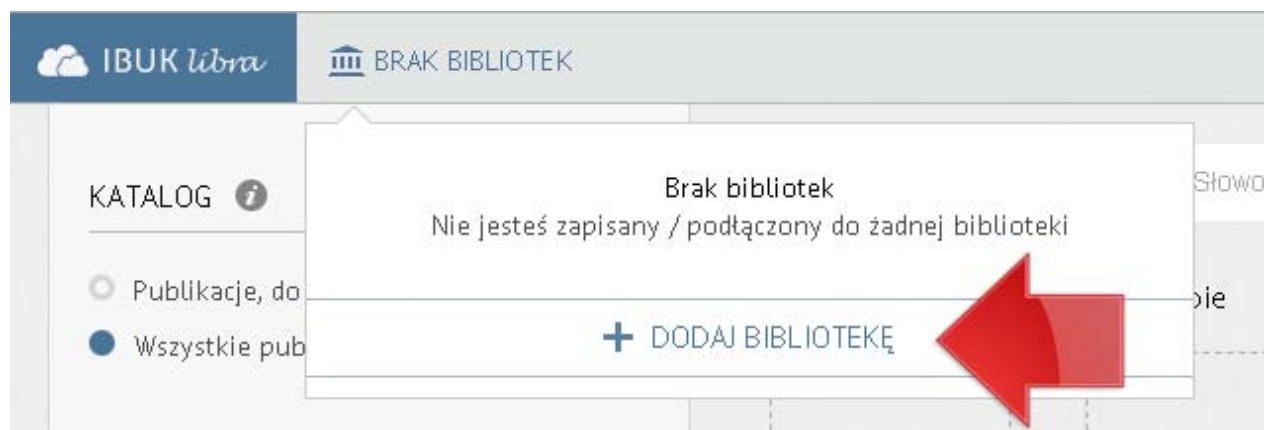 IBUK libra
BRAK BIBLIOTEK
KATALOG
Brak bibliotek
Nie jesteś zapisany / podłączony do żadnej biblioteki
Słowo
Publikacje, do
Wszystkie pub
+ DODAJ BIBLIOTEKĘ